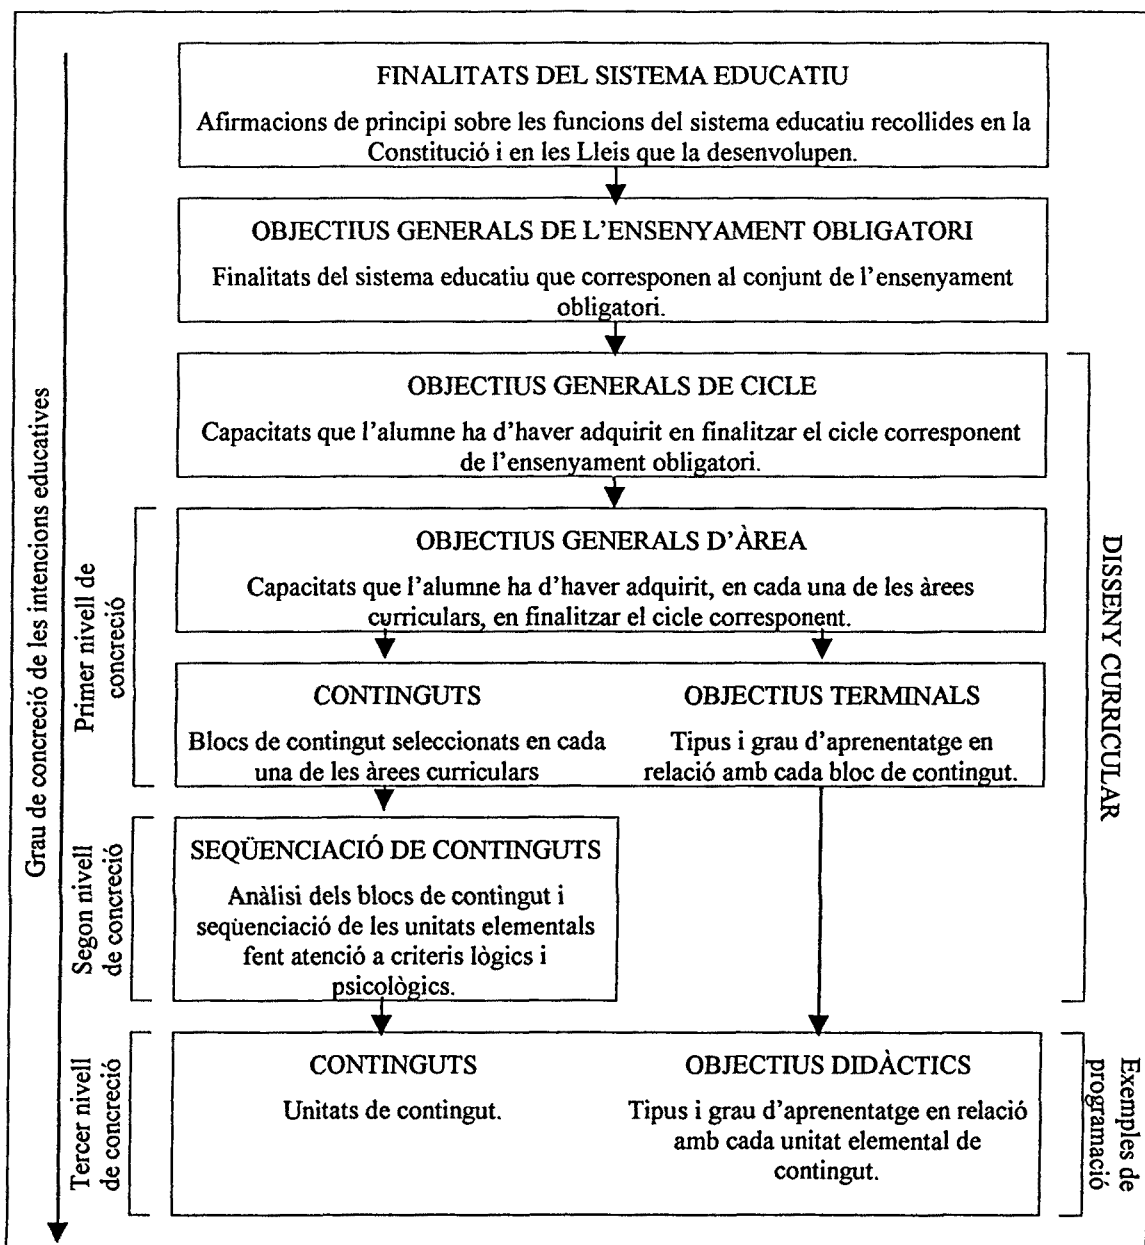 FINALITATS DEL SISTEMA EDUCATIU
Afirmacions de principi sobre les funcions del sistema educatiu recollides en la
Constitució i en les Lleis que la desenvolupen.
OBJECTIUS GENERALS DE L'ENSENYAMENT OBLIGATORI
Finalitats del sistema educatiu que corresponen al conjunt de l'ensenyament
obligatori.
OBJECTIUS GENERALS DE CICLE
Capacitats que l'alumne ha d'haver adquirit en finalitzar el cicle corresponent
de l'ensenyament obligatori.
OBJECTIUS GENERALS D'ÀREA
Capacitats que l'alumne ha d'haver adquirit, en cada una de les àrees
curriculars, en finalitzar el cicle corresponent.
CONTINGUTS
Blocs de contingut seleccionats en cada
una de les àrees curriculars
OBJECTIUS TERMINALS
Tipus i grau d'aprenentatge en
relació amb cada bloc de contingut.
SEQÜENCIACIÓ DE CONTINGUTS
Anàlisi dels blocs de contingut i
seqüenciació de les unitats elementals
fent atenció a criteris lògics i
psicològics.
CONTINGUTS
Unitats de contingut.
OBJECTIUS DIDÀCTICS
Tipus i grau d'aprenentatge en relació
amb cada unitat elemental de
contingut.
Grau de concreció de les intencions educatives
Primer nivell de
concreció
Segon nivell
de concreció
Tercer nivell
de concreció
DISSENY CURRICULAR
Exemples de
programació